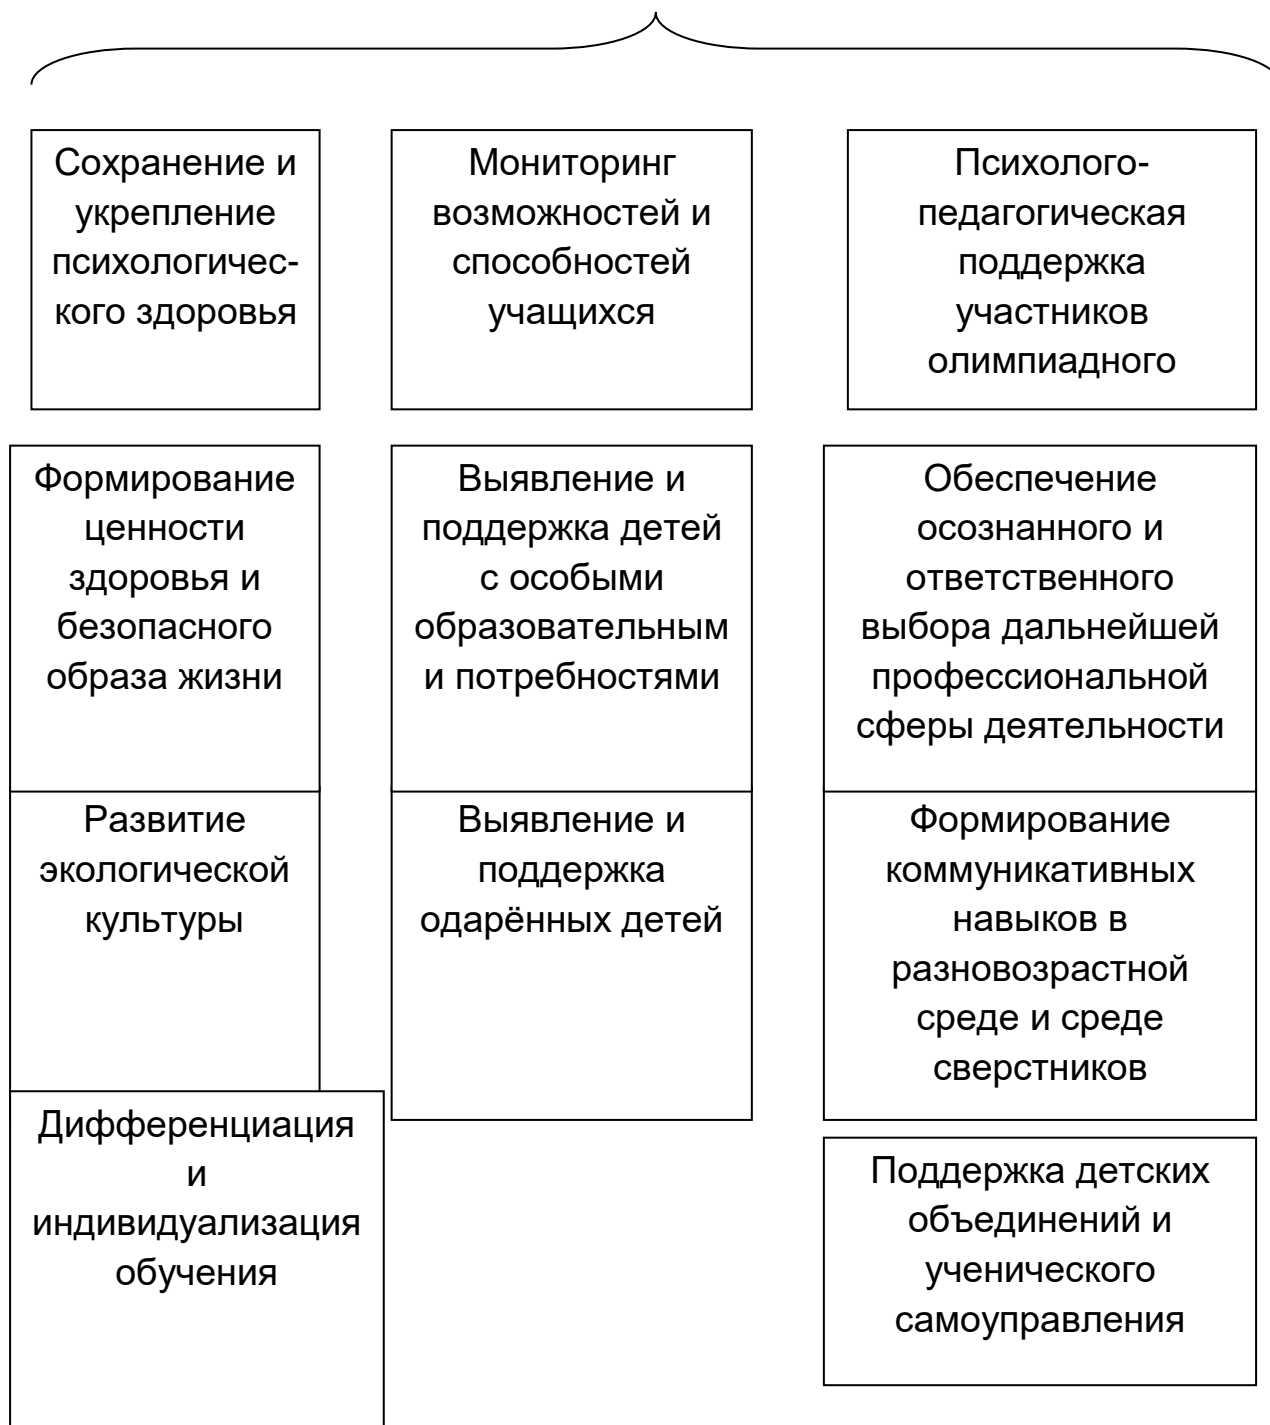 Сохранение и
укрепление
психологичес-
кого здоровья
Мониторинг
возможностей и
способностей
учащихся
Психолого-
педагогическая
поддержка
участников
олимпиадного
Формирование
ценности
здоровья и
безопасного
образа жизни
Выявление и
поддержка детей
с особыми
образовательным
и потребностями
Обеспечение
осознанного и
ответственного
выбора дальнейшей
профессиональной
сферы деятельности
Развитие
экологической
культуры
Выявление и
поддержка
одарённых детей
Формирование
коммуникативных
навыков в
разновозрастной
среде и среде
сверстников
Дифференциация
и
индивидуализация
обучения
Поддержка детских
объединений и
ученического
самоуправления